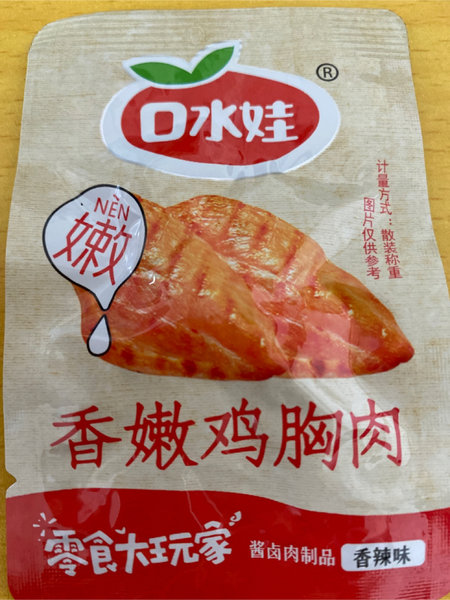 口水娃
®
计量方式：散装称重
图片仅供参考
NÈN
嫩
香嫩鸡胸肉
零食大玩家
酱卤肉制品
香辣味